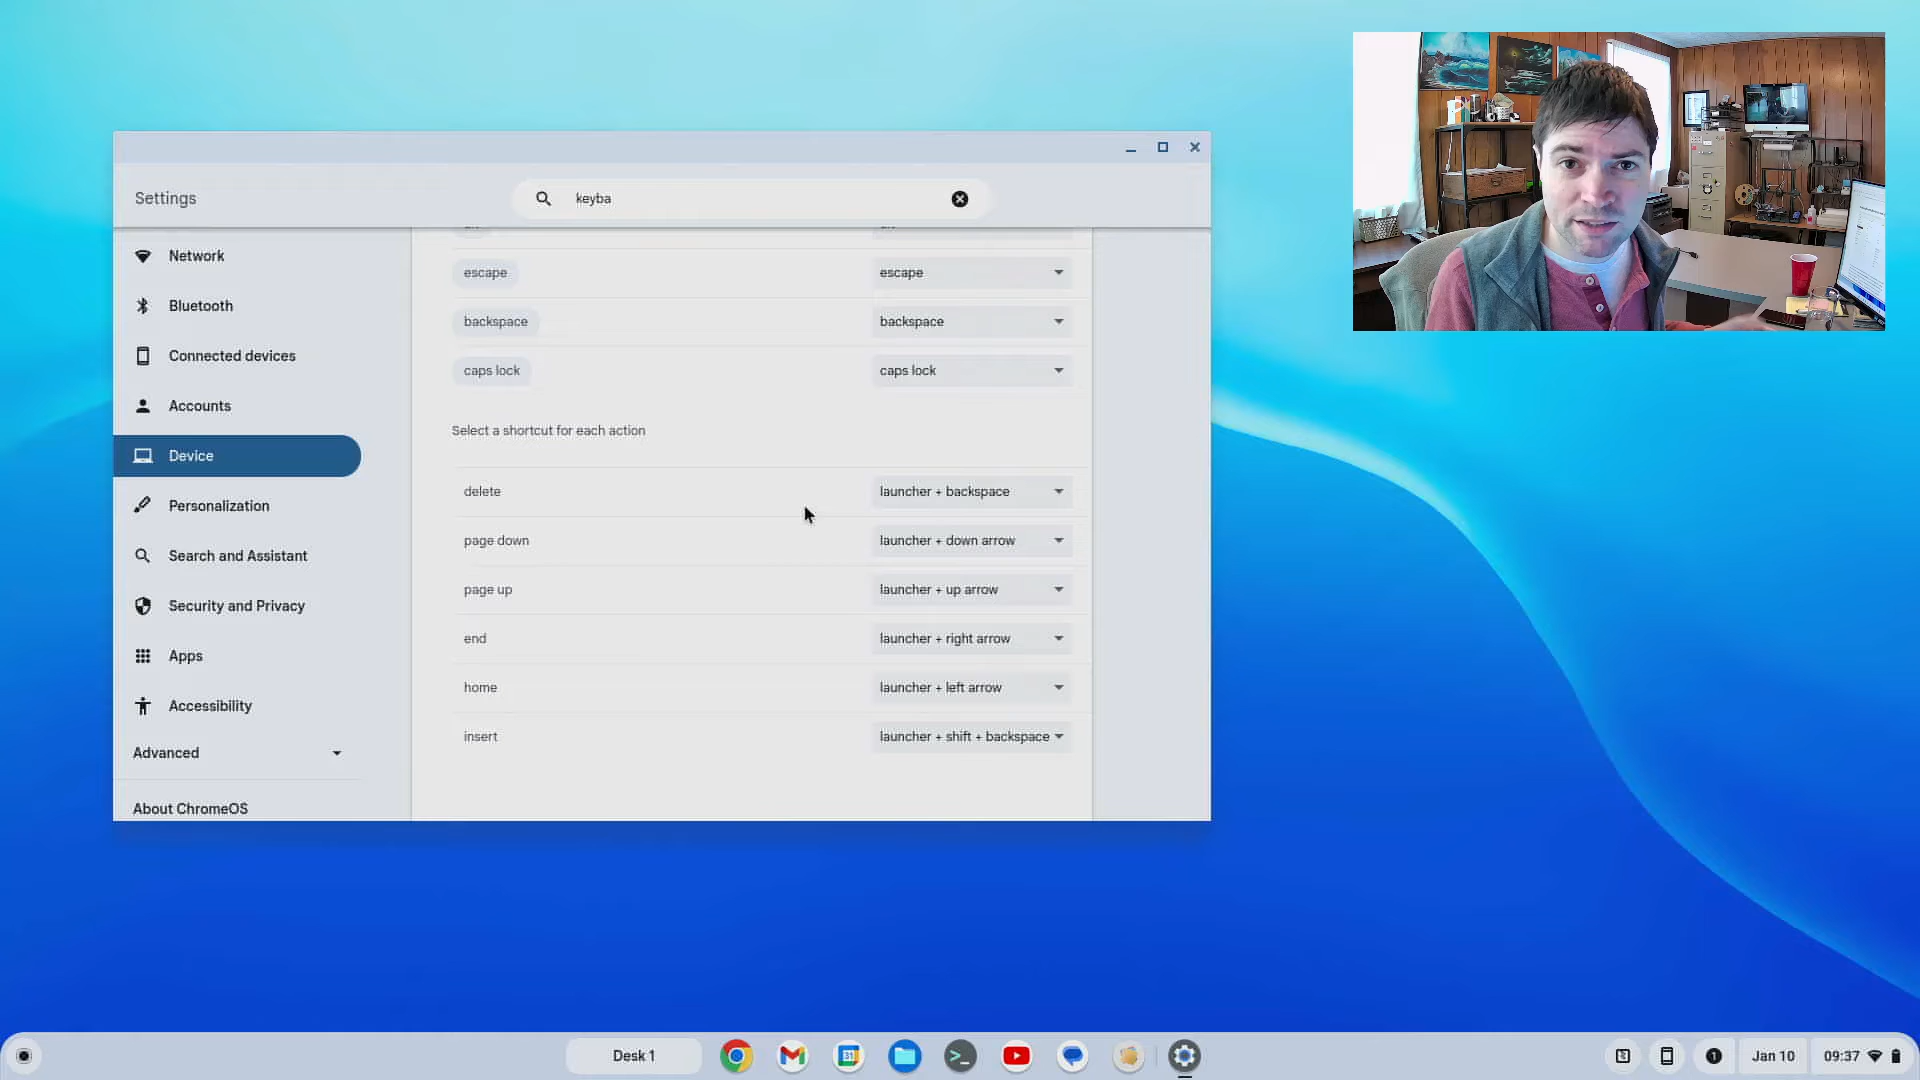 Settings
keyba
Network
Bluetooth
Connected devices
Accounts
Device
Personalization
Search and Assistant
Security and Privacy
Apps
Accessibility
Advanced
About ChromeOS
escape escape
backspace backspace
caps lock caps lock
Select a shortcut for each action
delete launcher + backspace
page down launcher + down arrow
page up launcher + up arrow
end launcher + right arrow
home launcher + left arrow
insert launcher + shift + backspace
Desk 1
31
1
Jan 10
09:37